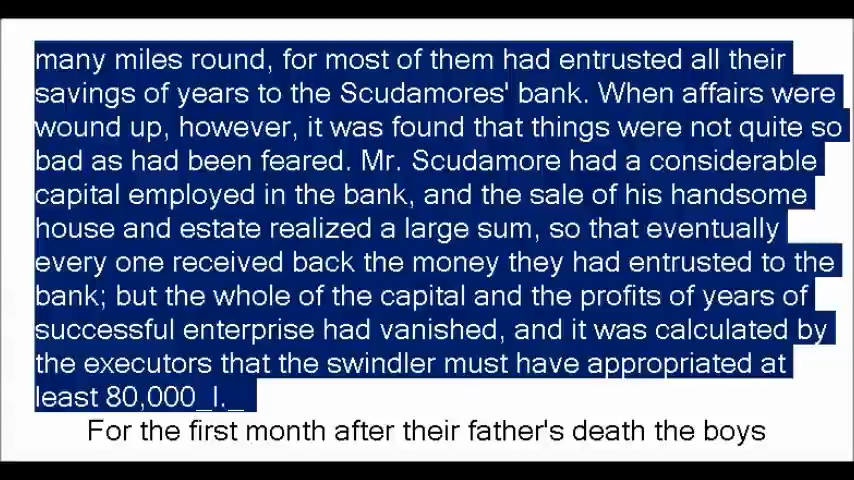 many miles round, for most of them had entrusted all their
savings of years to the Scudamores' bank. When affairs were
wound up, however, it was found that things were not quite so
bad as had been feared. Mr. Scudamore had a considerable
capital employed in the bank, and the sale of his handsome
house and estate realized a large sum, so that eventually
every one received back the money they had entrusted to the
bank; but the whole of the capital and the profits of years of
successful enterprise had vanished, and it was calculated by
the executors that the swindler must have appropriated at
least 80,000_l._
For the first month after their father's death the boys